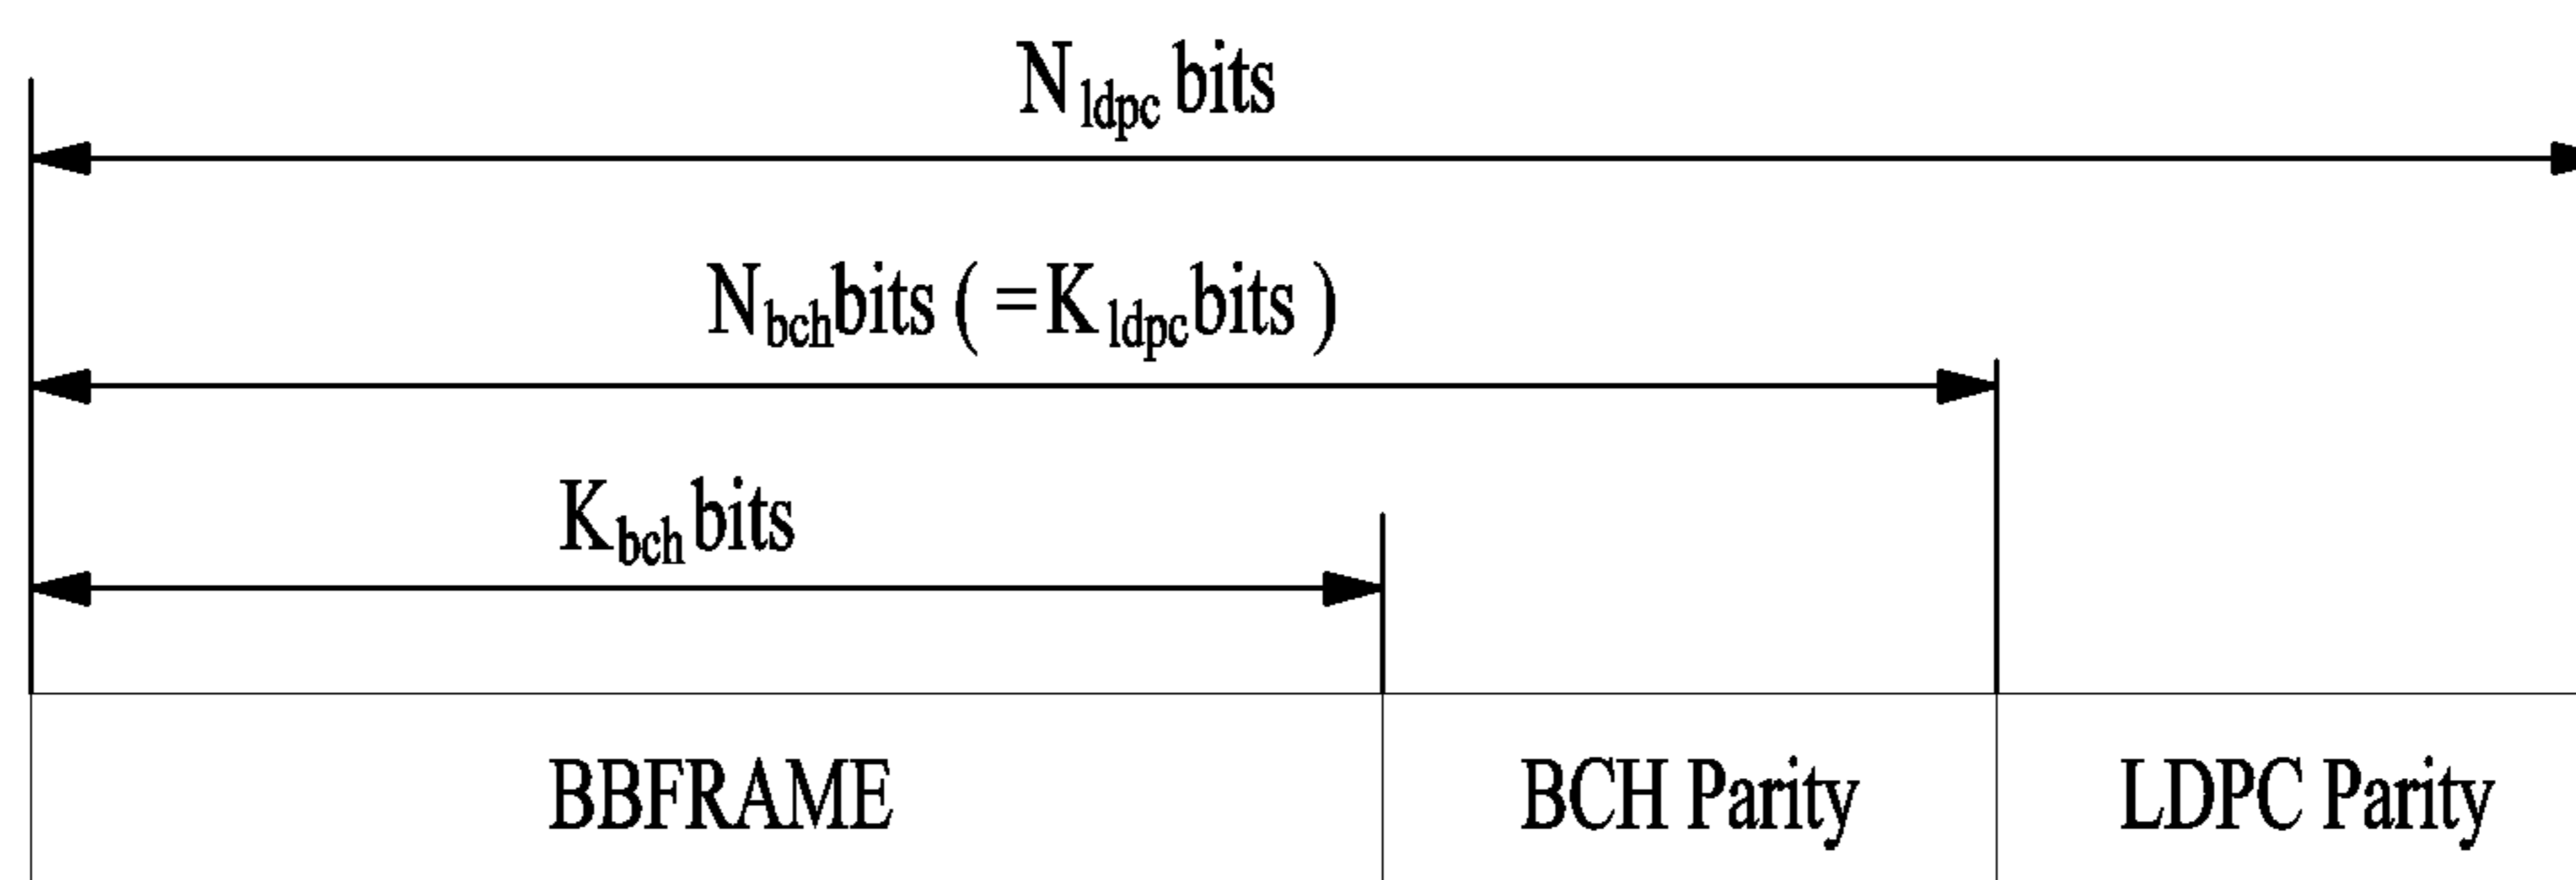 N ldpc bits
N bch bits ( = K ldpc bits )
K bch bits
BBFRAME BCH Parity LDPC Parity